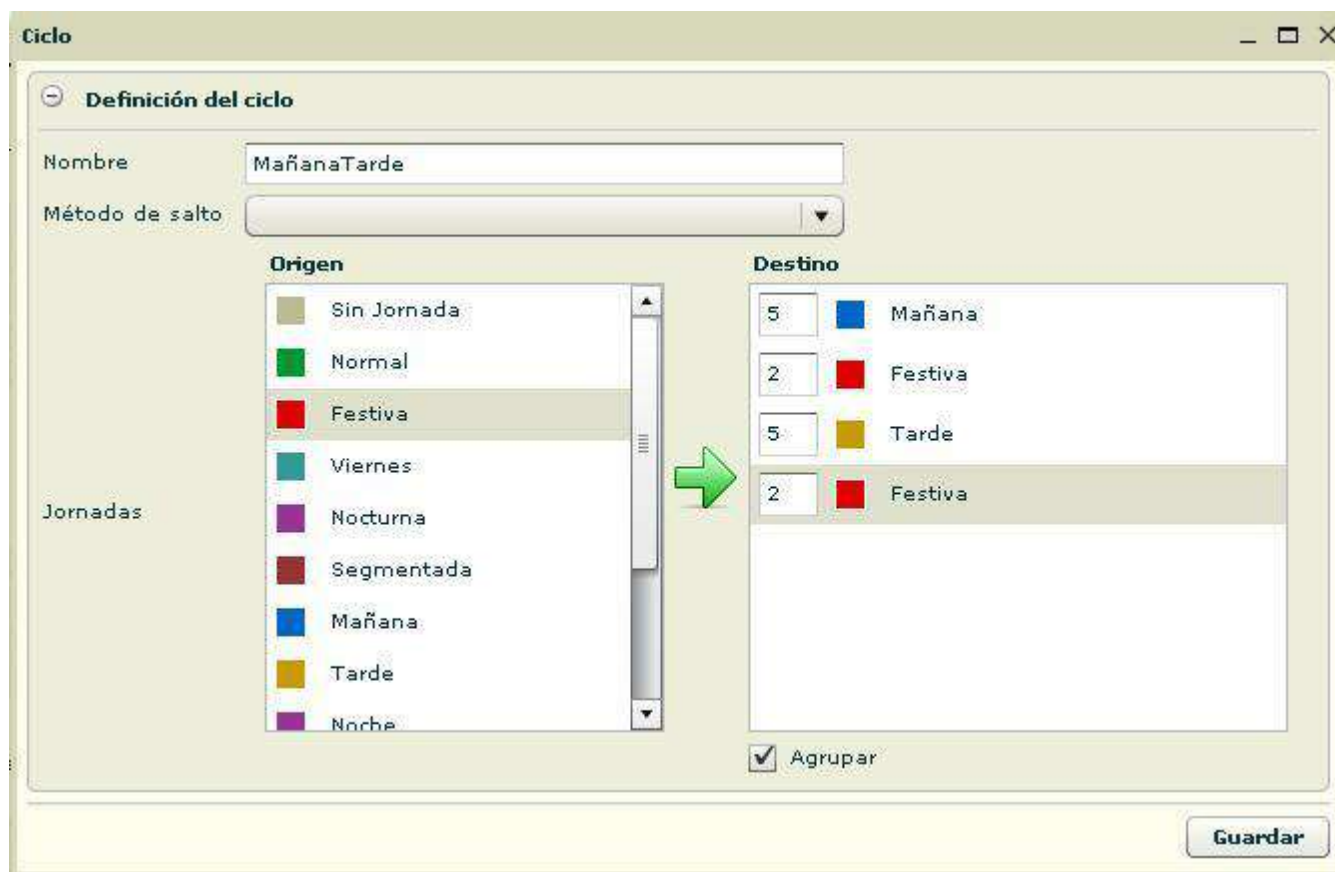 Ciclo
Definición del ciclo
Nombre
MañanaTarde
Método de salto
Origen
Destino
Jornadas
Sin Jornada
Normal
Festiva
Viernes
Nocturna
Segmentada
Mañana
Tarde
Noche
5 Mañana
2 Festiva
5 Tarde
2 Festiva
Agrupar
Guardar